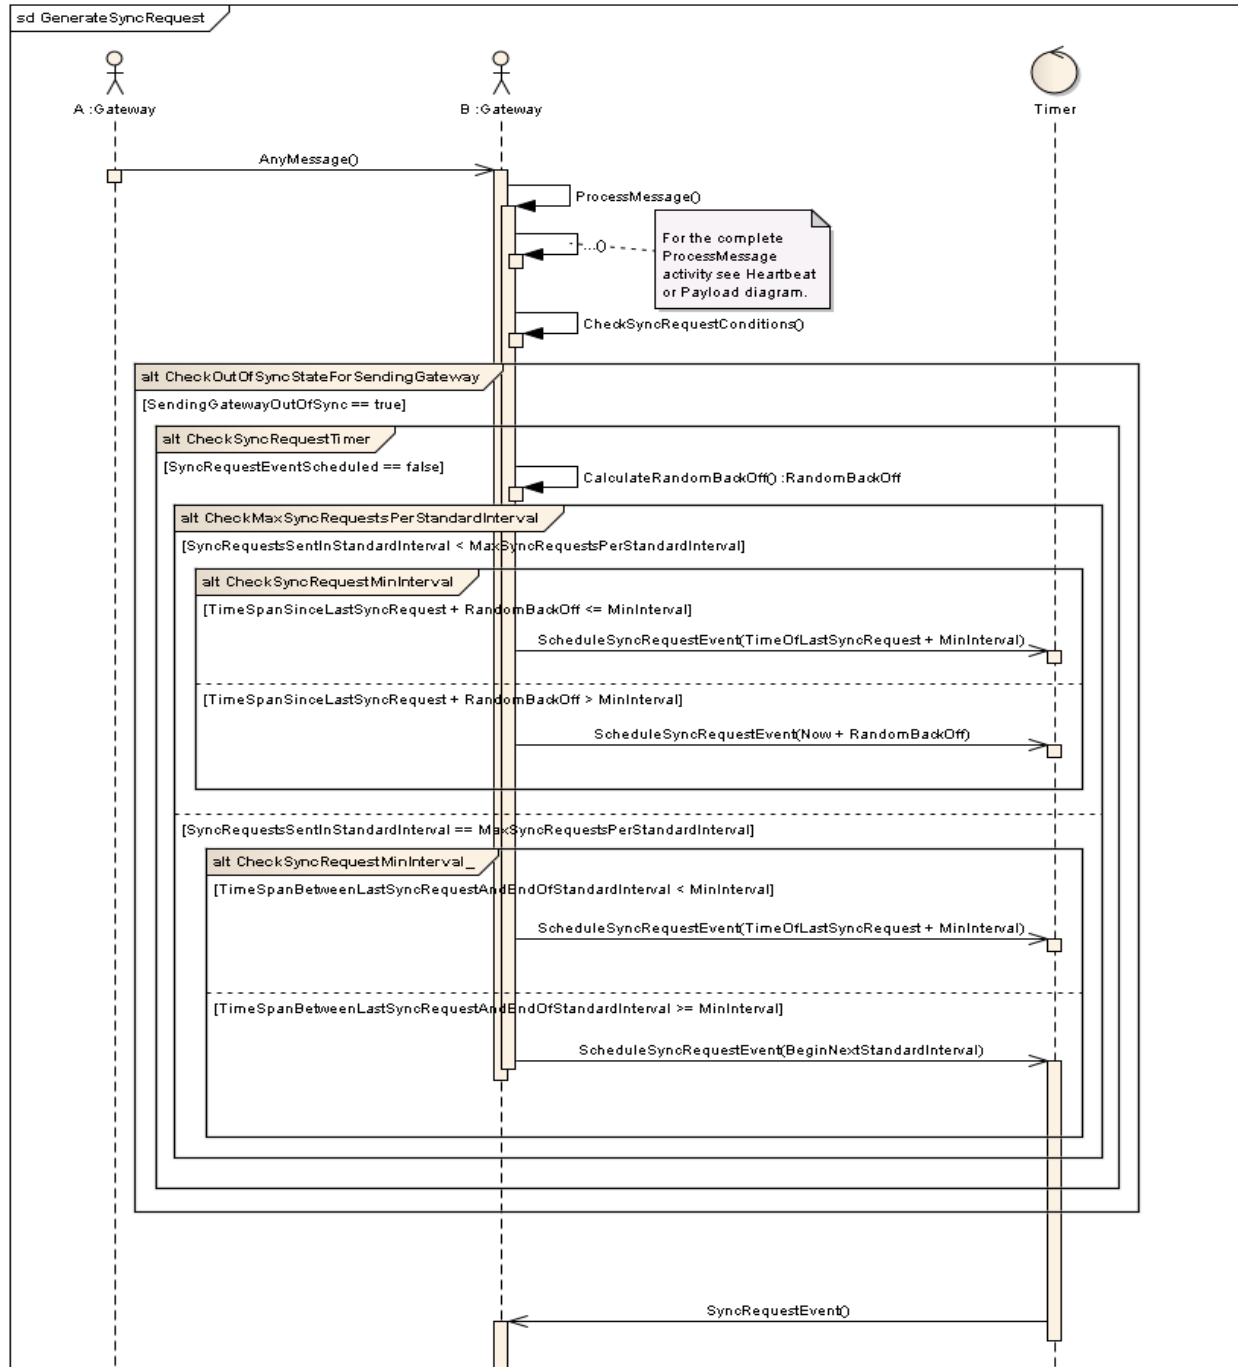 sd GenerateSyncRequest
A :Gateway
B :Gateway
Timer
AnyMessage()
ProcessMessage()
...()
For the complete
ProcessMessage
activity see Heartbeat
or Payload diagram.
CheckSyncRequestConditions()
alt CheckOutOfSyncStateForSendingGateway
[SendingGatewayOutOfSync == true]
alt CheckSyncRequestTimer
[SyncRequestEventScheduled == false]
CalculateRandomBackOff() :RandomBackOff
alt CheckMaxSyncRequestsPerStandardInterval
[SyncRequestsSentInStandardInterval < MaxSyncRequestsPerStandardInterval]
alt CheckSyncRequestMinInterval
[TimeSpanSinceLastSyncRequest + RandomBackOff <= MinInterval]
ScheduleSyncRequestEvent(TimeOfLastSyncRequest + MinInterval)
[TimeSpanSinceLastSyncRequest + RandomBackOff > MinInterval]
ScheduleSyncRequestEvent(Now + RandomBackOff)
[SyncRequestsSentInStandardInterval == MaxSyncRequestsPerStandardInterval]
alt CheckSyncRequestMinInterval_
[TimeSpanBetweenLastSyncRequestAndEndOfStandardInterval < MinInterval]
ScheduleSyncRequestEvent(TimeOfLastSyncRequest + MinInterval)
[TimeSpanBetweenLastSyncRequestAndEndOfStandardInterval >= MinInterval]
ScheduleSyncRequestEvent(BeginNextStandardInterval)
SyncRequestEvent()